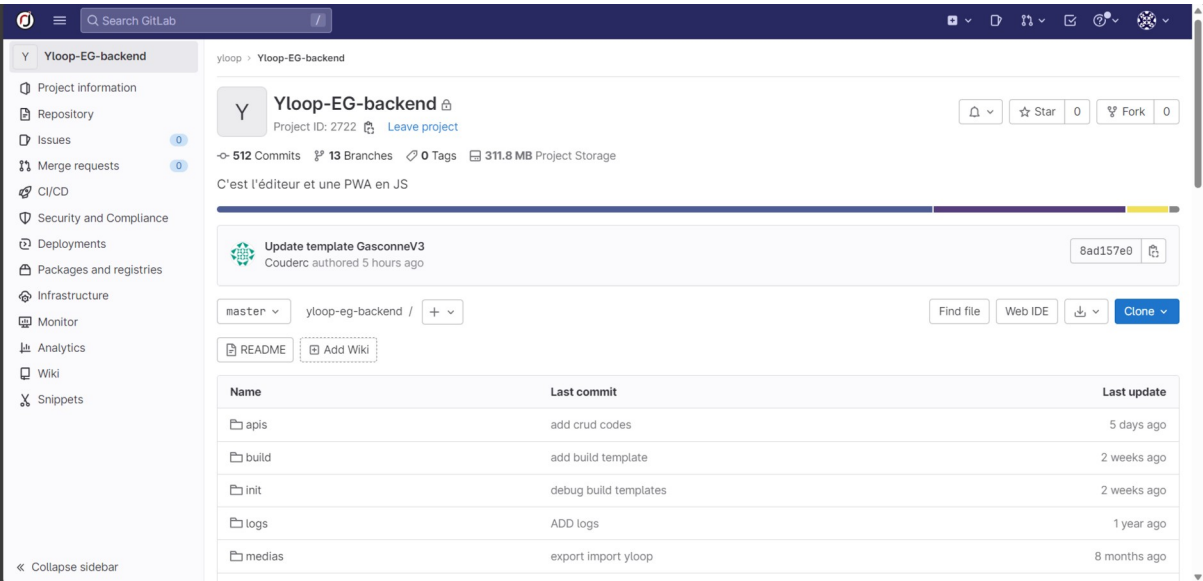 Search GitLab /
Y Yloop-EG-backend
Project information
Repository
Issues 0
Merge requests 0
CI/CD
Security and Compliance
Deployments
Packages and registries
Infrastructure
Monitor
Analytics
Wiki
Snippets
Collapse sidebar
yloop > Yloop-EG-backend
Y
Yloop-EG-backend
Project ID: 2722 Leave project
Star 0 Fork 0
512 Commits 13 Branches 0 Tags 311.8 MB Project Storage
C'est l'éditeur et une PWA en JS
Update template GasconneV3
Couderc authored 5 hours ago
8ad157e0
master yloop-eg-backend / +
Find file Web IDE Clone
README Add Wiki
Name Last commit Last update
apis add crud codes 5 days ago
build add build template 2 weeks ago
init debug build templates 2 weeks ago
logs ADD logs 1 year ago
medias export import yloop 8 months ago